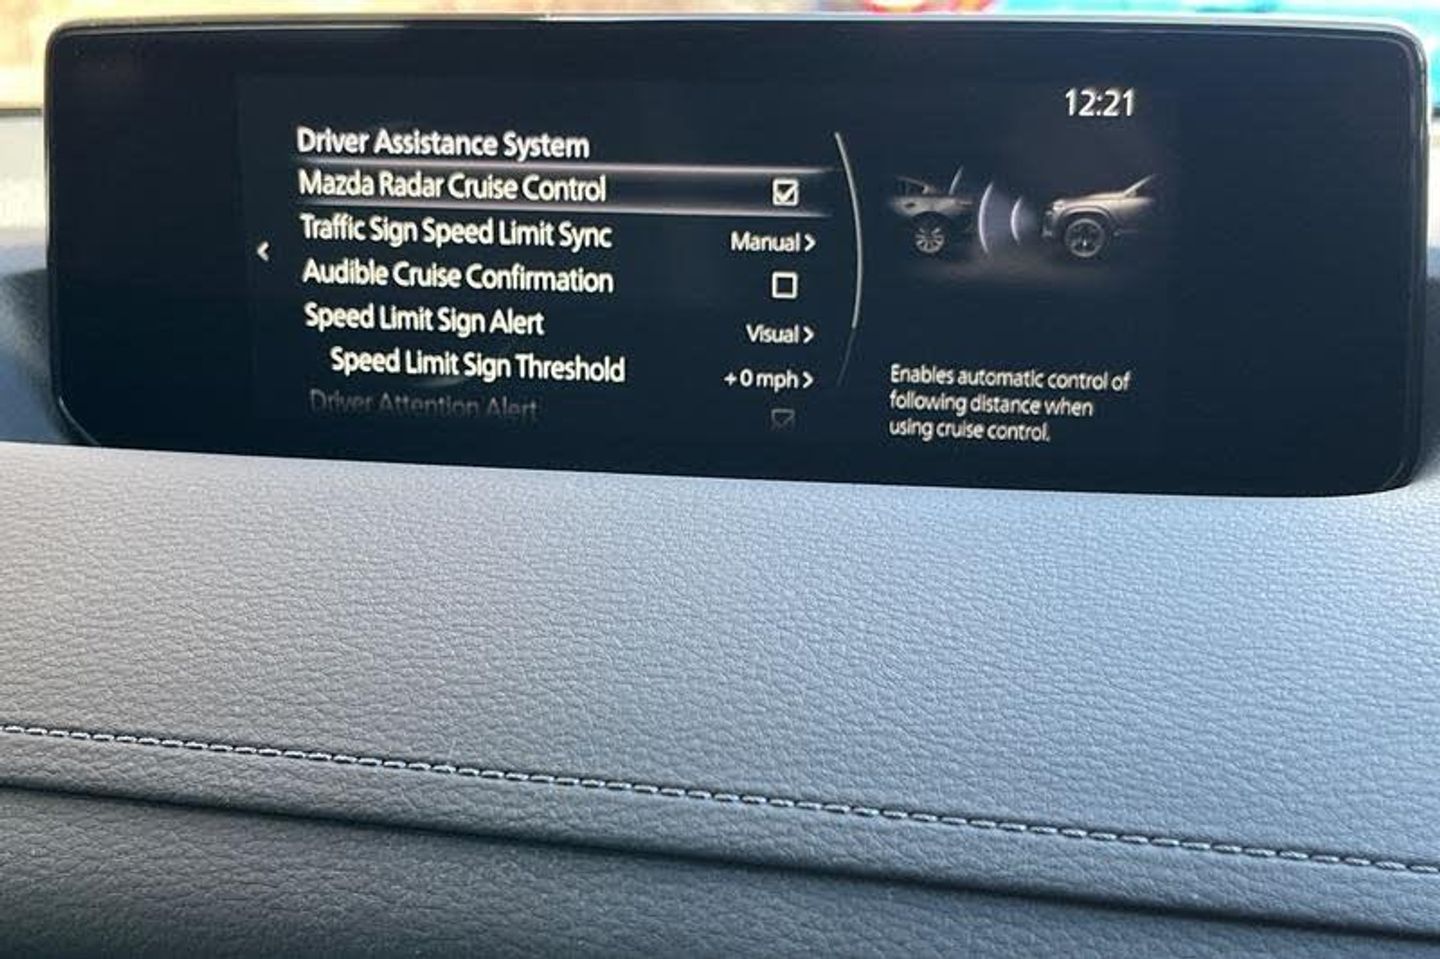 12:21
Driver Assistance System
Mazda Radar Cruise Control
Traffic Sign Speed Limit Sync Manual >
Audible Cruise Confirmation
Speed Limit Sign Alert Visual >
Speed Limit Sign Threshold +0 mph >
Driver Attention Alert
Enables automatic control of
following distance when
using cruise control.